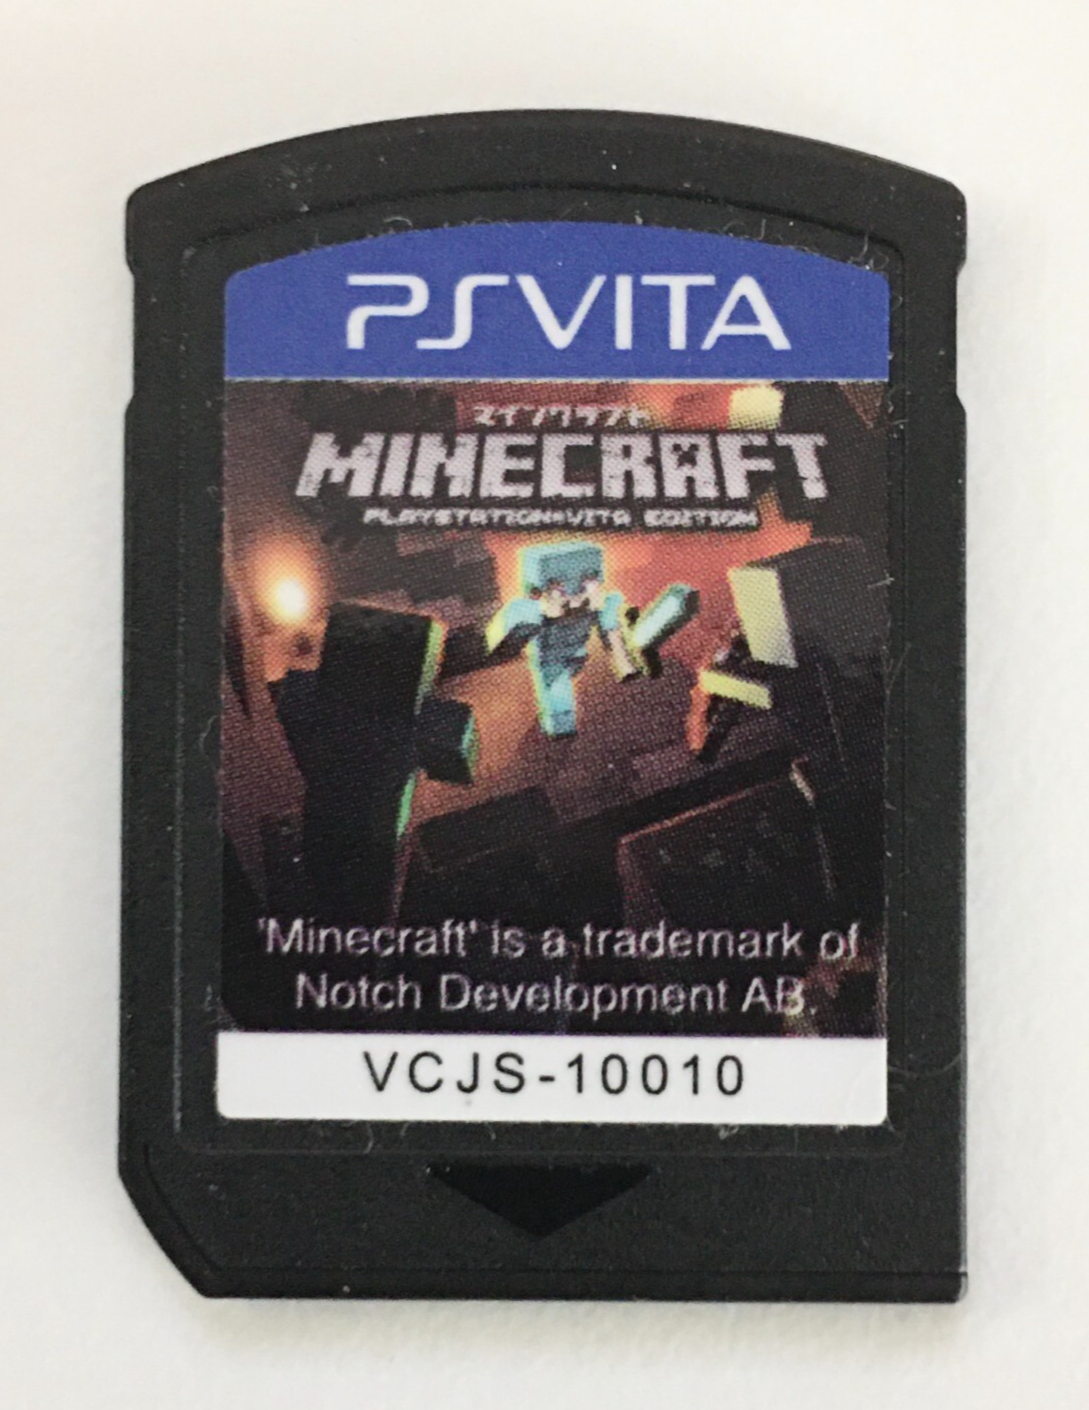 PSVITA
マインクラフト
MINECRAFT
PLAYSTATION®VITA EDITION
'Minecraft' is a trademark of
Notch Development AB.
VCJS-10010